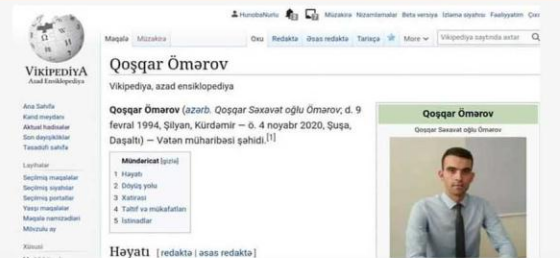 HunobaNurlu Müzakirə Nizamlamalar Beta versiya İzləmə siyahısı Fəaliyyətim
Məqalə Müzakirə Oxu Redaktə Əsas redaktə Tarixçə More Vikipediya saytında axtar
VİKİPEDİYA
Azad Ensiklopediya
Ana Səhifə
Kənd meydanı
Aktual hadisələr
Son dəyişikliklər
Təsadüfi səhifə
Layihələr
Seçilmiş məqalələr
Seçilmiş siyahılar
Seçilmiş portallar
Yaxşı məqalələr
Məqalə namizədləri
Mövzulu ay
Xüsusi
Qoşqar Ömərov
Vikipediya, azad ensiklopediya
Qoşqar Ömərov (azərb. Qoşqar Səxavət oğlu Ömərov; d. 9
fevral 1994, Şilyan, Kürdəmir — ö. 4 noyabr 2020, Şuşa,
Daşaltı) — Vətən müharibəsi şəhidi.[1]
Mündəricat [gizlə]
1 Həyatı
2 Döyüş yolu
3 Xatirəsi
4 Təltif və mükafatları
5 İstinadlar
Həyatı [ redaktə | əsas redaktə ]
Qoşqar Ömərov
Qoşqar Səxavət oğlu Ömərov